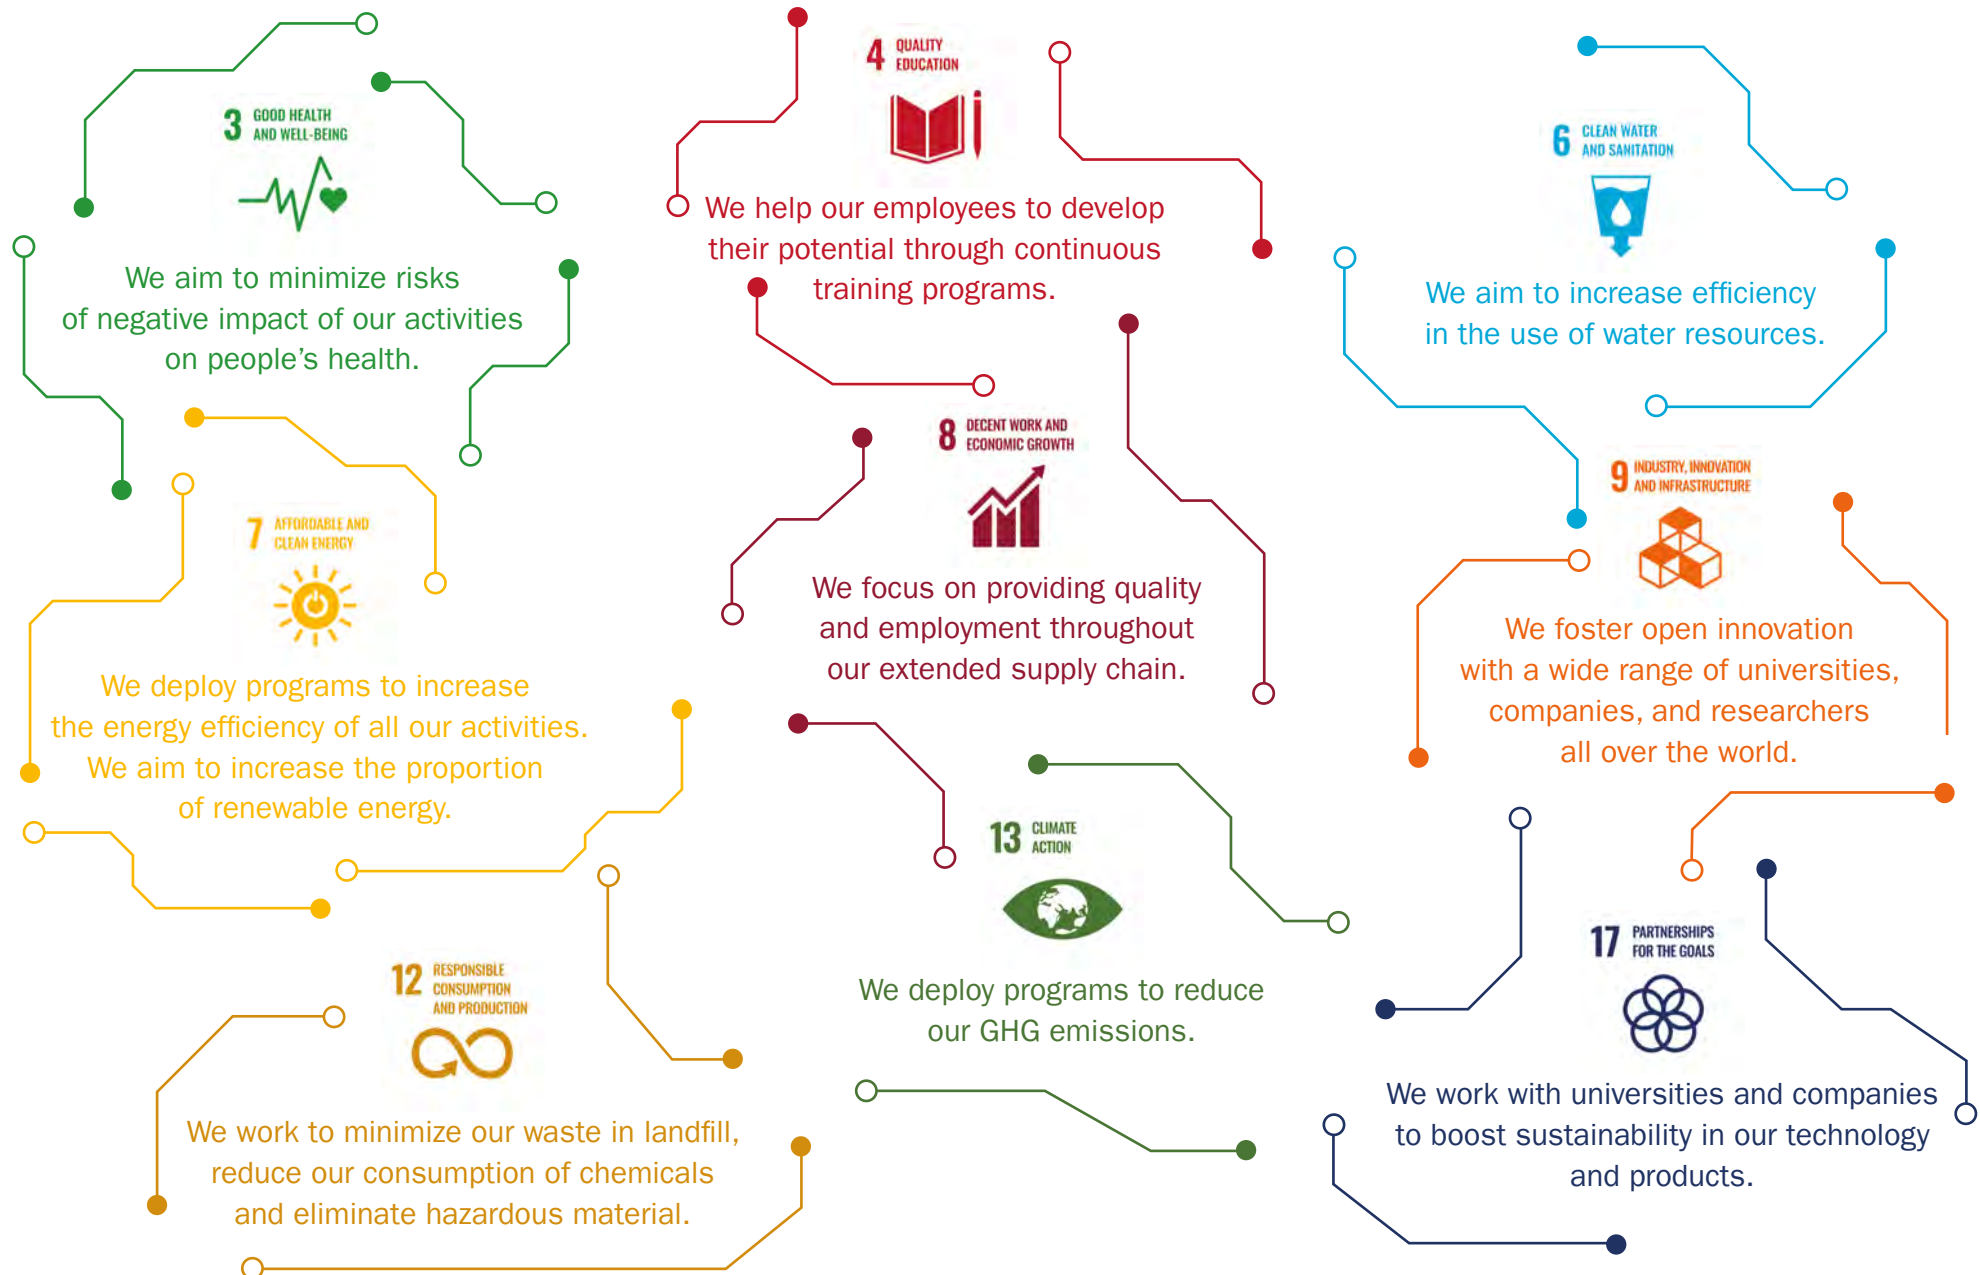 3 GOOD HEALTH
AND WELL-BEING
We aim to minimize risks
of negative impact of our activities
on people's health.
4 QUALITY
EDUCATION
We help our employees to develop
their potential through continuous
training programs.
6 CLEAN WATER
AND SANITATION
We aim to increase efficiency
in the use of water resources.
7 AFFORDABLE AND
CLEAN ENERGY
We deploy programs to increase
the energy efficiency of all our activities.
We aim to increase the proportion
of renewable energy.
8 DECENT WORK AND
ECONOMIC GROWTH
We focus on providing quality
and employment throughout
our extended supply chain.
9 INDUSTRY, INNOVATION
AND INFRASTRUCTURE
We foster open innovation
with a wide range of universities,
companies, and researchers
all over the world.
12 RESPONSIBLE
CONSUMPTION
AND PRODUCTION
We work to minimize our waste in landfill,
reduce our consumption of chemicals
and eliminate hazardous material.
13 CLIMATE
ACTION
We deploy programs to reduce
our GHG emissions.
17 PARTNERSHIPS
FOR THE GOALS
We work with universities and companies
to boost sustainability in our technology
and products.